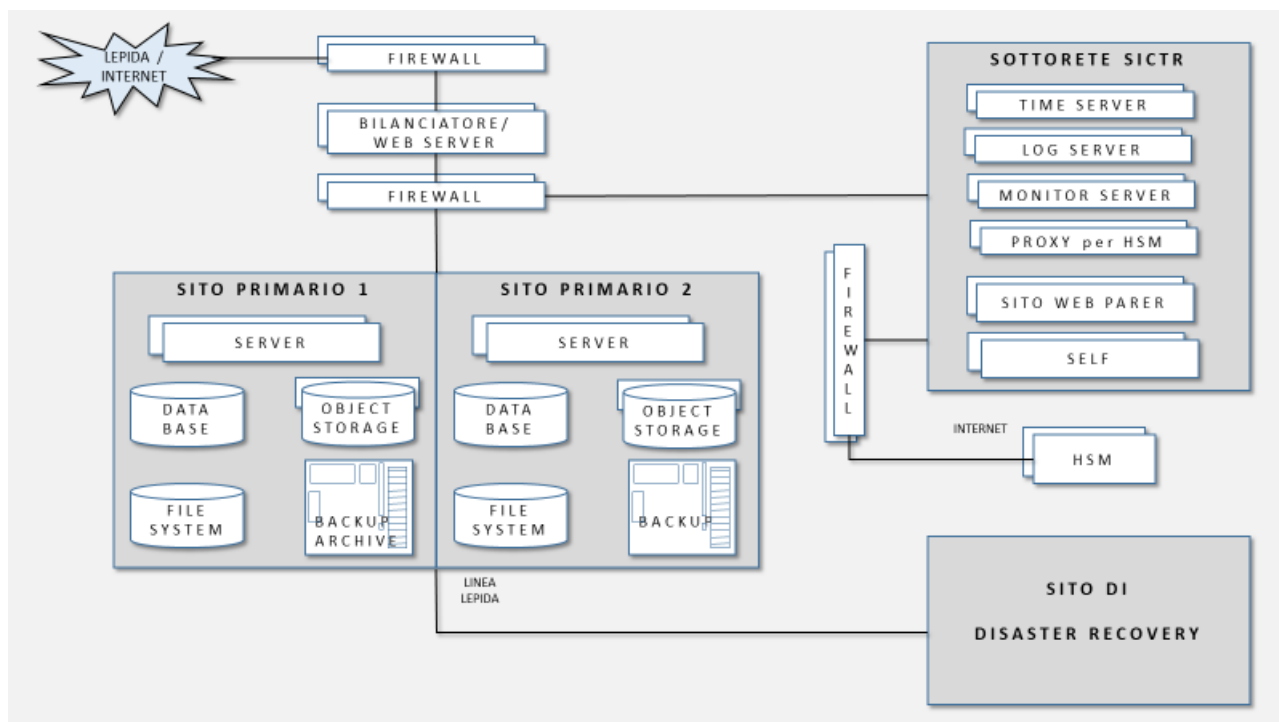 LEPIDA /
INTERNET
FIREWALL
BILANCIATORE/
WEB SERVER
FIREWALL
SOTTORETE SICTR
TIME SERVER
LOG SERVER
MONITOR SERVER
PROXY per HSM
SITO WEB PARER
SELF
FIREWALL
INTERNET
HSM
SITO PRIMARIO 1
SERVER
DATA
BASE
OBJECT
STORAGE
FILE
SYSTEM
BACKUP
ARCHIVE
SITO PRIMARIO 2
SERVER
DATA
BASE
OBJECT
STORAGE
FILE
SYSTEM
BACKUP
LINEA
LEPIDA
SITO DI
DISASTER RECOVERY